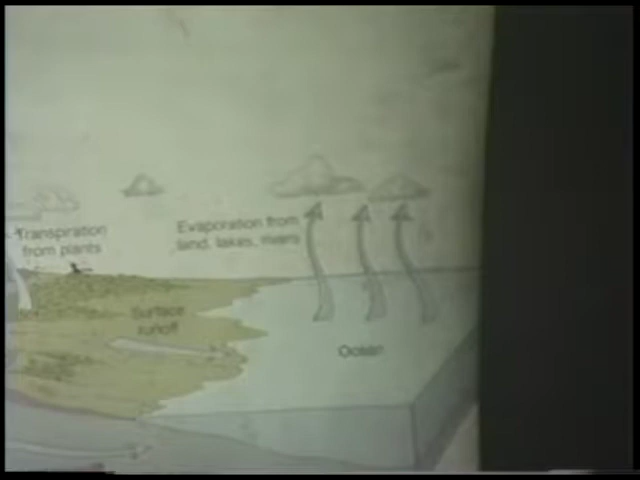 Transpiration
from plants
Evaporation from
land, lakes, rivers
Surface
runoff
Ocean